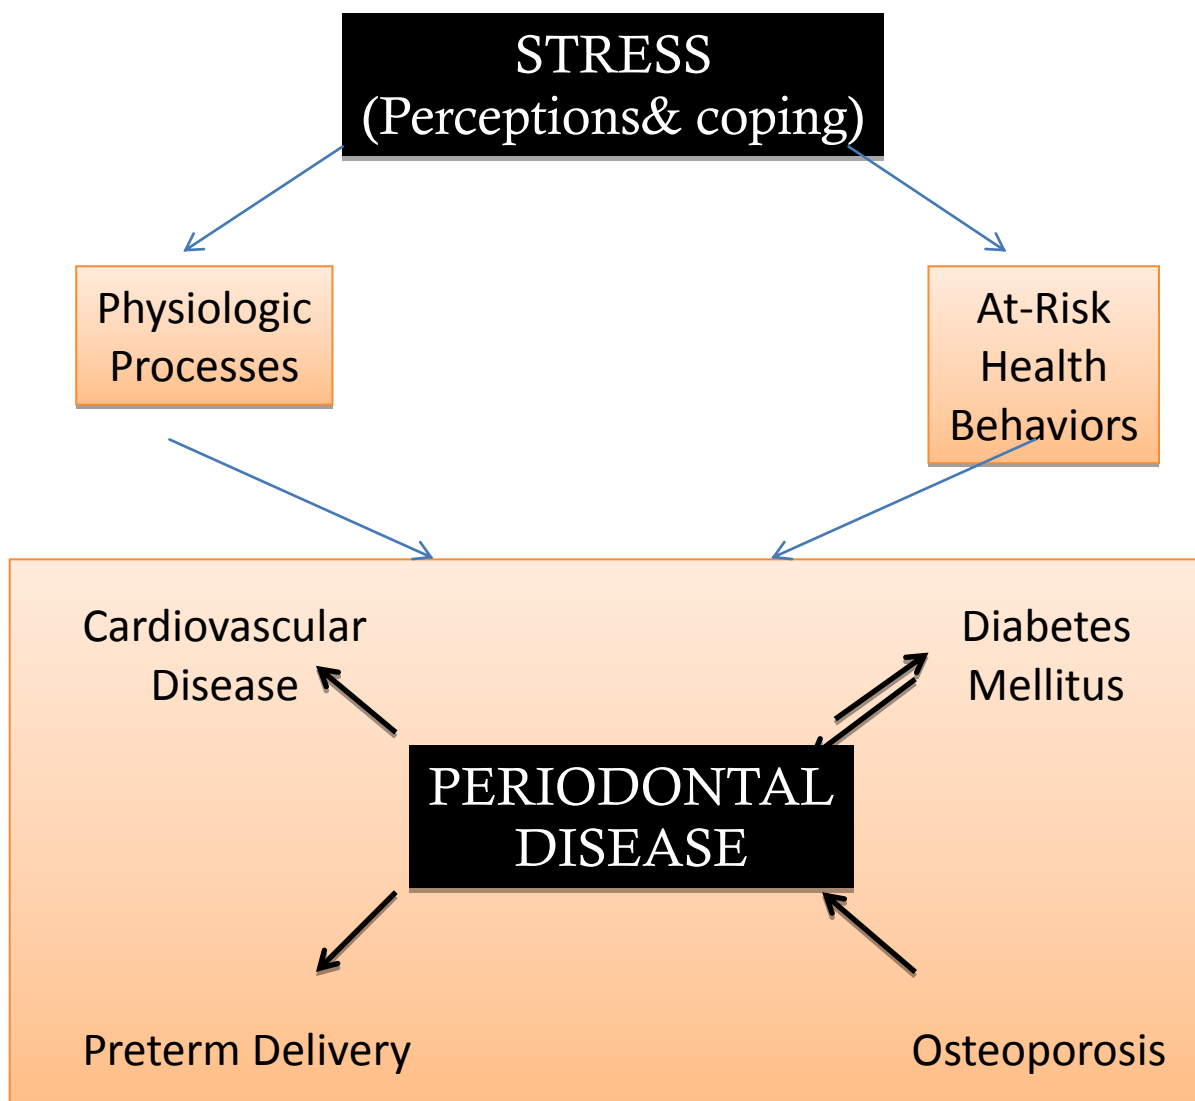 STRESS
(Perceptions& coping)
Physiologic
Processes
At-Risk
Health
Behaviors
Cardiovascular
Disease
Diabetes
Mellitus
PERIODONTAL
DISEASE
Preterm Delivery
Osteoporosis